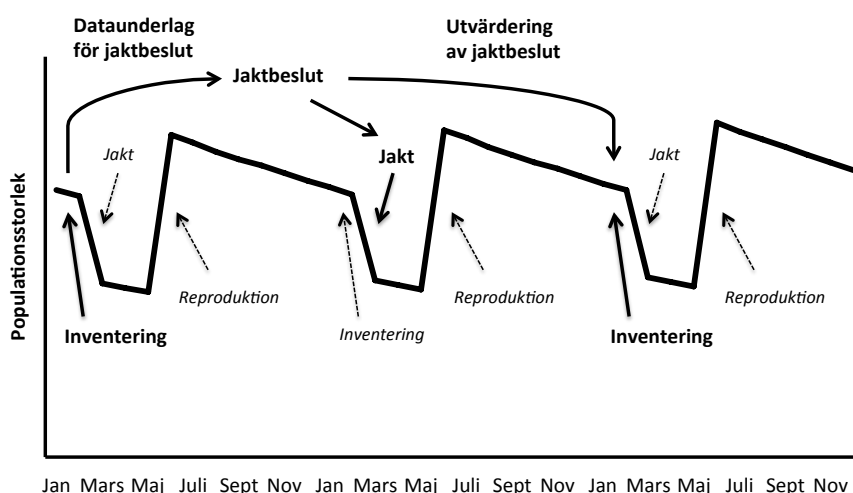 Dataunderlag
för jaktbeslut
Utvärdering
av jaktbeslut
Jaktbeslut
Jakt
Jakt
Jakt
Populationsstorlek
Reproduktion
Reproduktion
Reproduktion
Inventering
Inventering
Inventering
Jan Mars Maj Juli Sept Nov Jan Mars Maj Juli Sept Nov Jan Mars Maj Juli Sept Nov